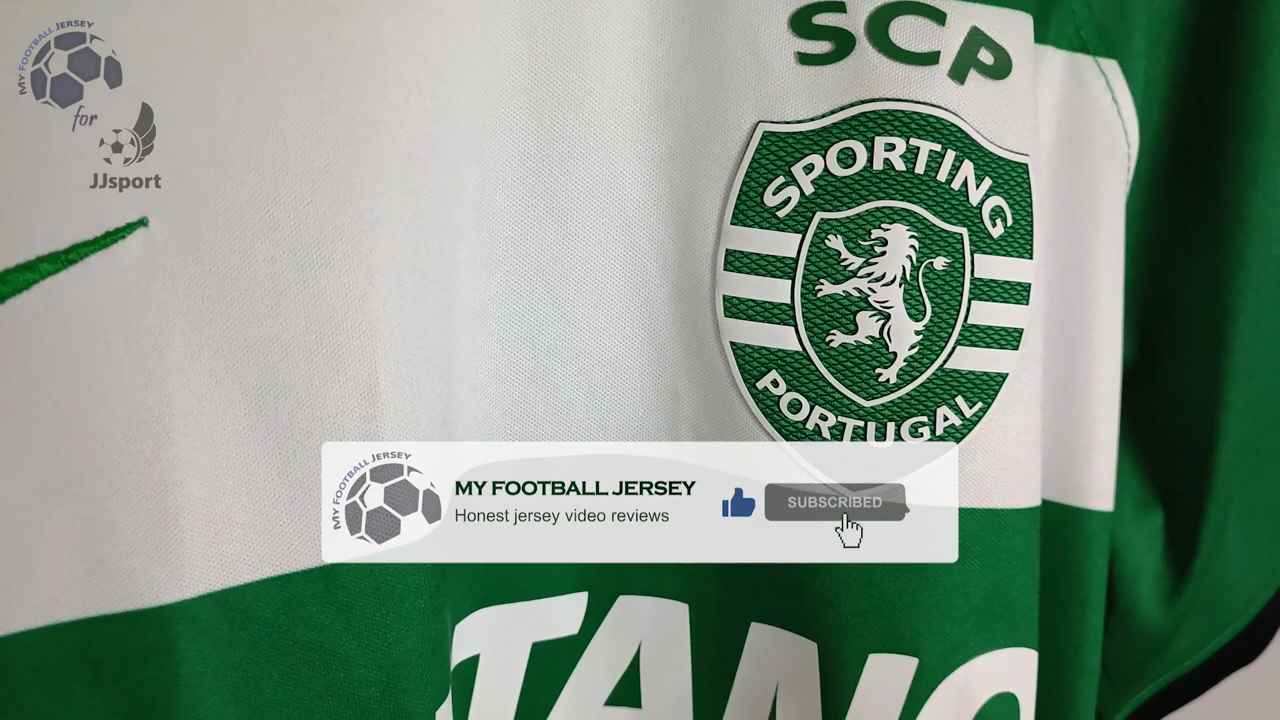 MY FOOTBALL JERSEY
for
JJsport
SCP
SPORTING
PORTUGAL
MY FOOTBALL JERSEY
MY FOOTBALL JERSEY
Honest jersey video reviews
SUBSCRIBED